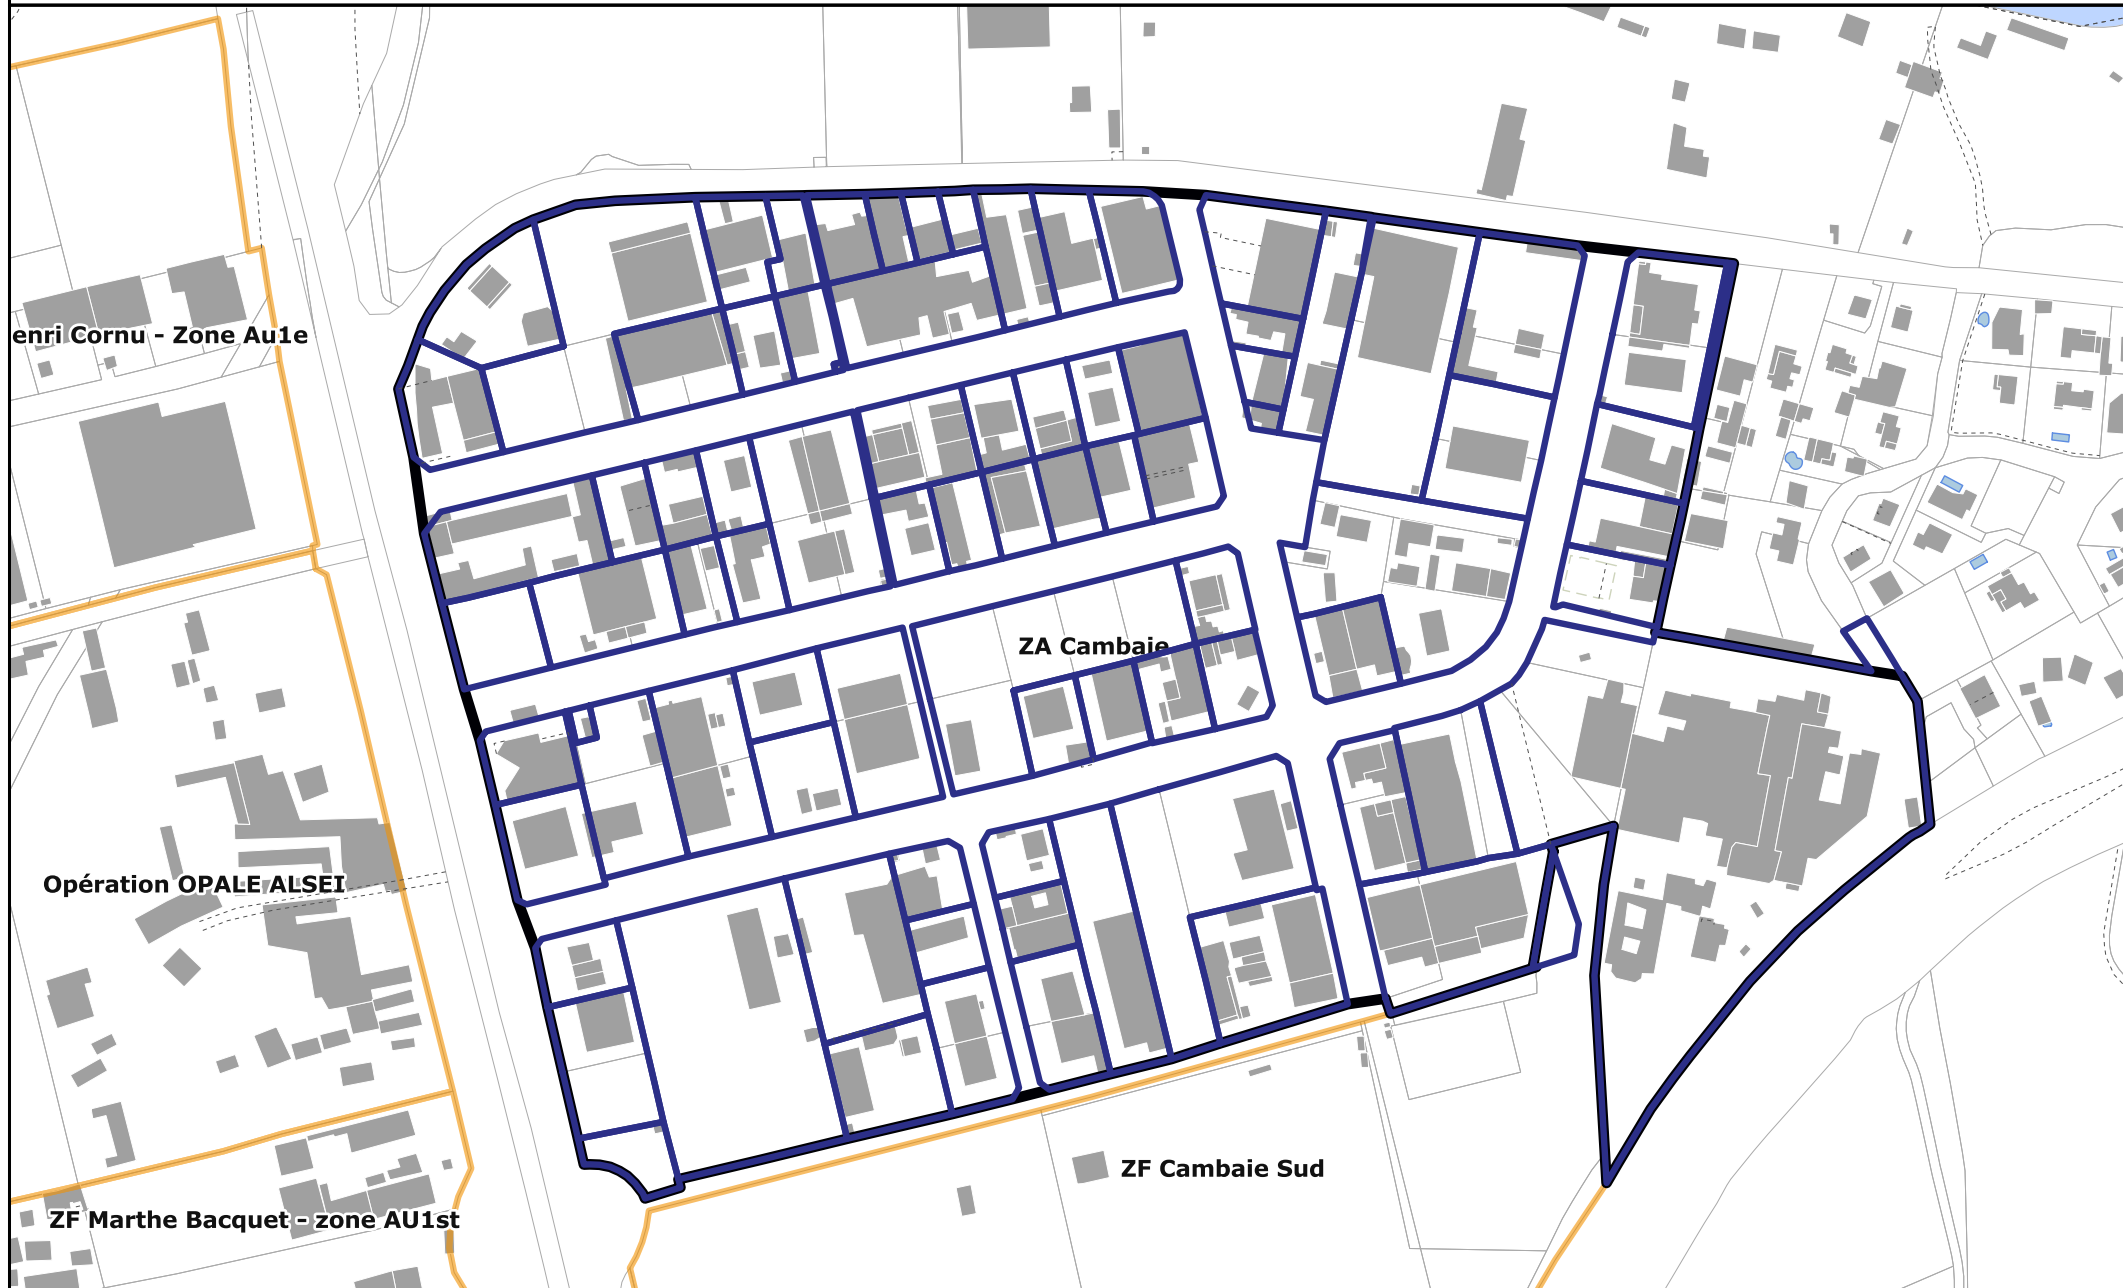 enri Cornu - Zone Au1e
ZA Cambaie
Opération OPALE ALSEI
ZF Cambaie Sud
ZF Marthe Bacquet - zone AU1st